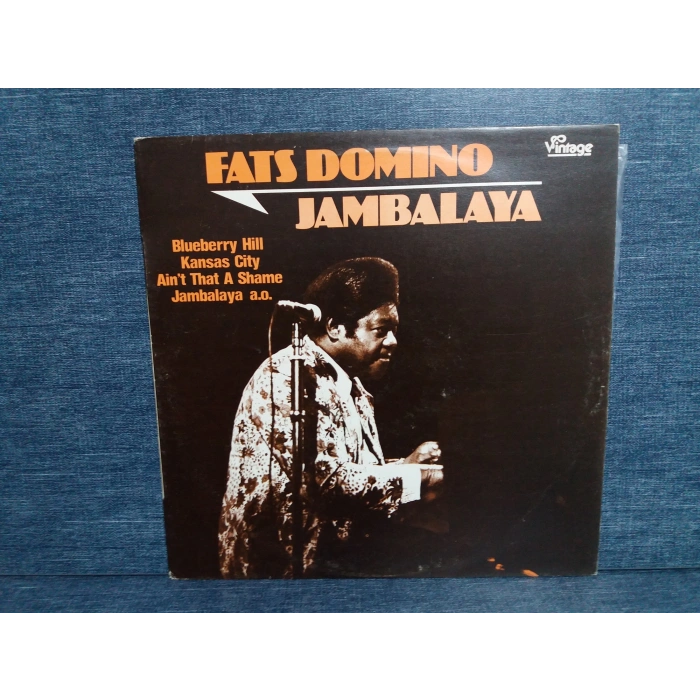 FATS DOMINO
Vintage
JAMBALAYA
Blueberry Hill
Kansas City
Ain't That A Shame
Jambalaya a.o.